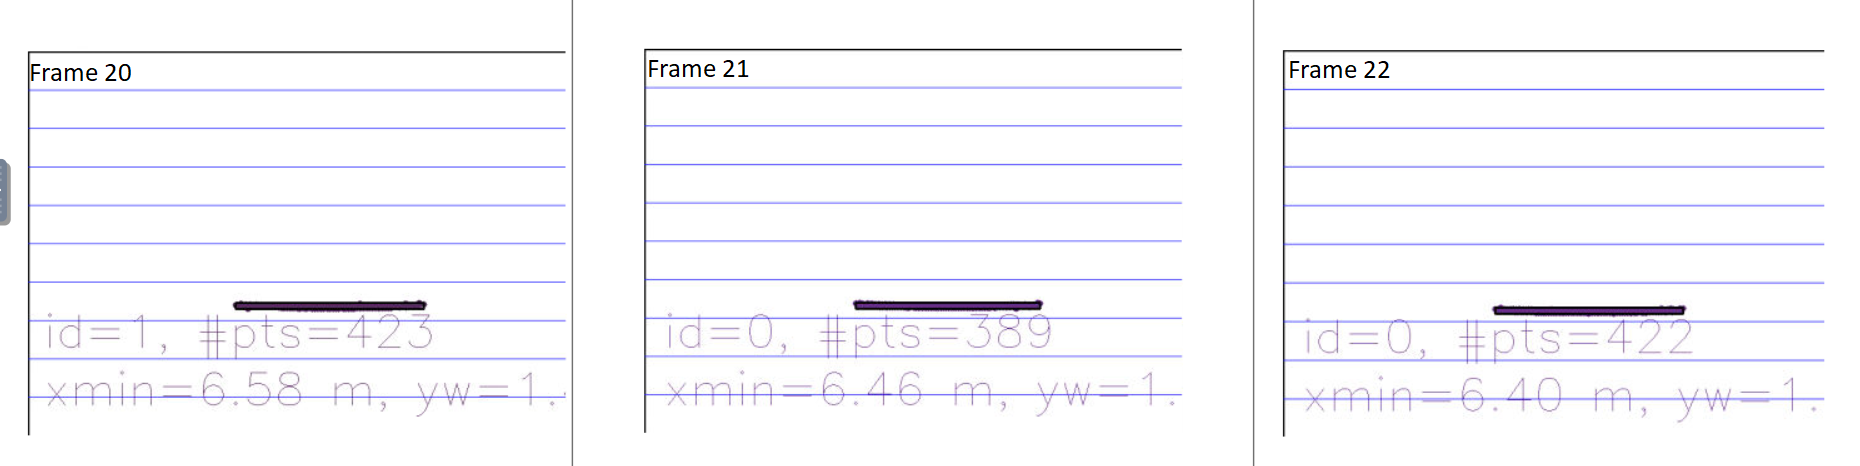 Frame 20
id=1, #pts=423
xmin=6.58 m, yw=1.
Frame 21
id=0, #pts=389
xmin=6.46 m, yw=1.
Frame 22
id=0, #pts=422
xmin=6.40 m, yw=1.